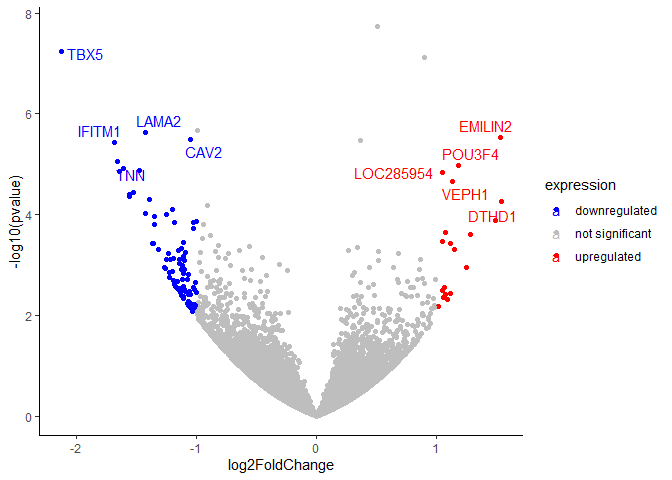 8
TBX5
6
EMILIN2
LAMA2
IFITM1
CAV2
POU3F4
LOC285954
TNN
VEPH1
DTHD1
4
2
0
-log10(pvalue)
-2
-1
0
1
log2FoldChange
expression
a downregulated
a not significant
a upregulated